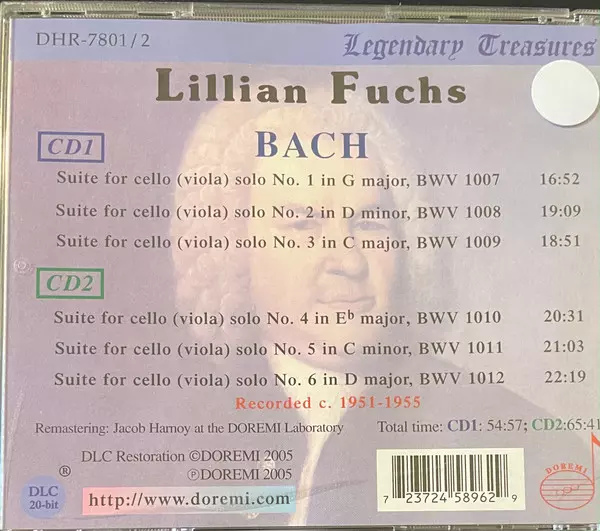 DHR-7801/2
Legendary Treasures
Lillian Fuchs
BACH
CD1
Suite for cello (viola) solo No. 1 in G major, BWV 1007 16:52
Suite for cello (viola) solo No. 2 in D minor, BWV 1008 19:09
Suite for cello (viola) solo No. 3 in C major, BWV 1009 18:51
CD2
Suite for cello (viola) solo No. 4 in E♭ major, BWV 1010 20:31
Suite for cello (viola) solo No. 5 in C minor, BWV 1011 21:03
Suite for cello (viola) solo No. 6 in D major, BWV 1012 22:19
Recorded c. 1951-1955
Remastering: Jacob Harnoy at the DOREMI Laboratory Total time: CD1: 54:57; CD2:65:41
DLC Restoration ©DOREMI 2005
℗DOREMI 2005
®
DLC
20-bit
http://www.doremi.com
7 23724 58962 9
DOREMI